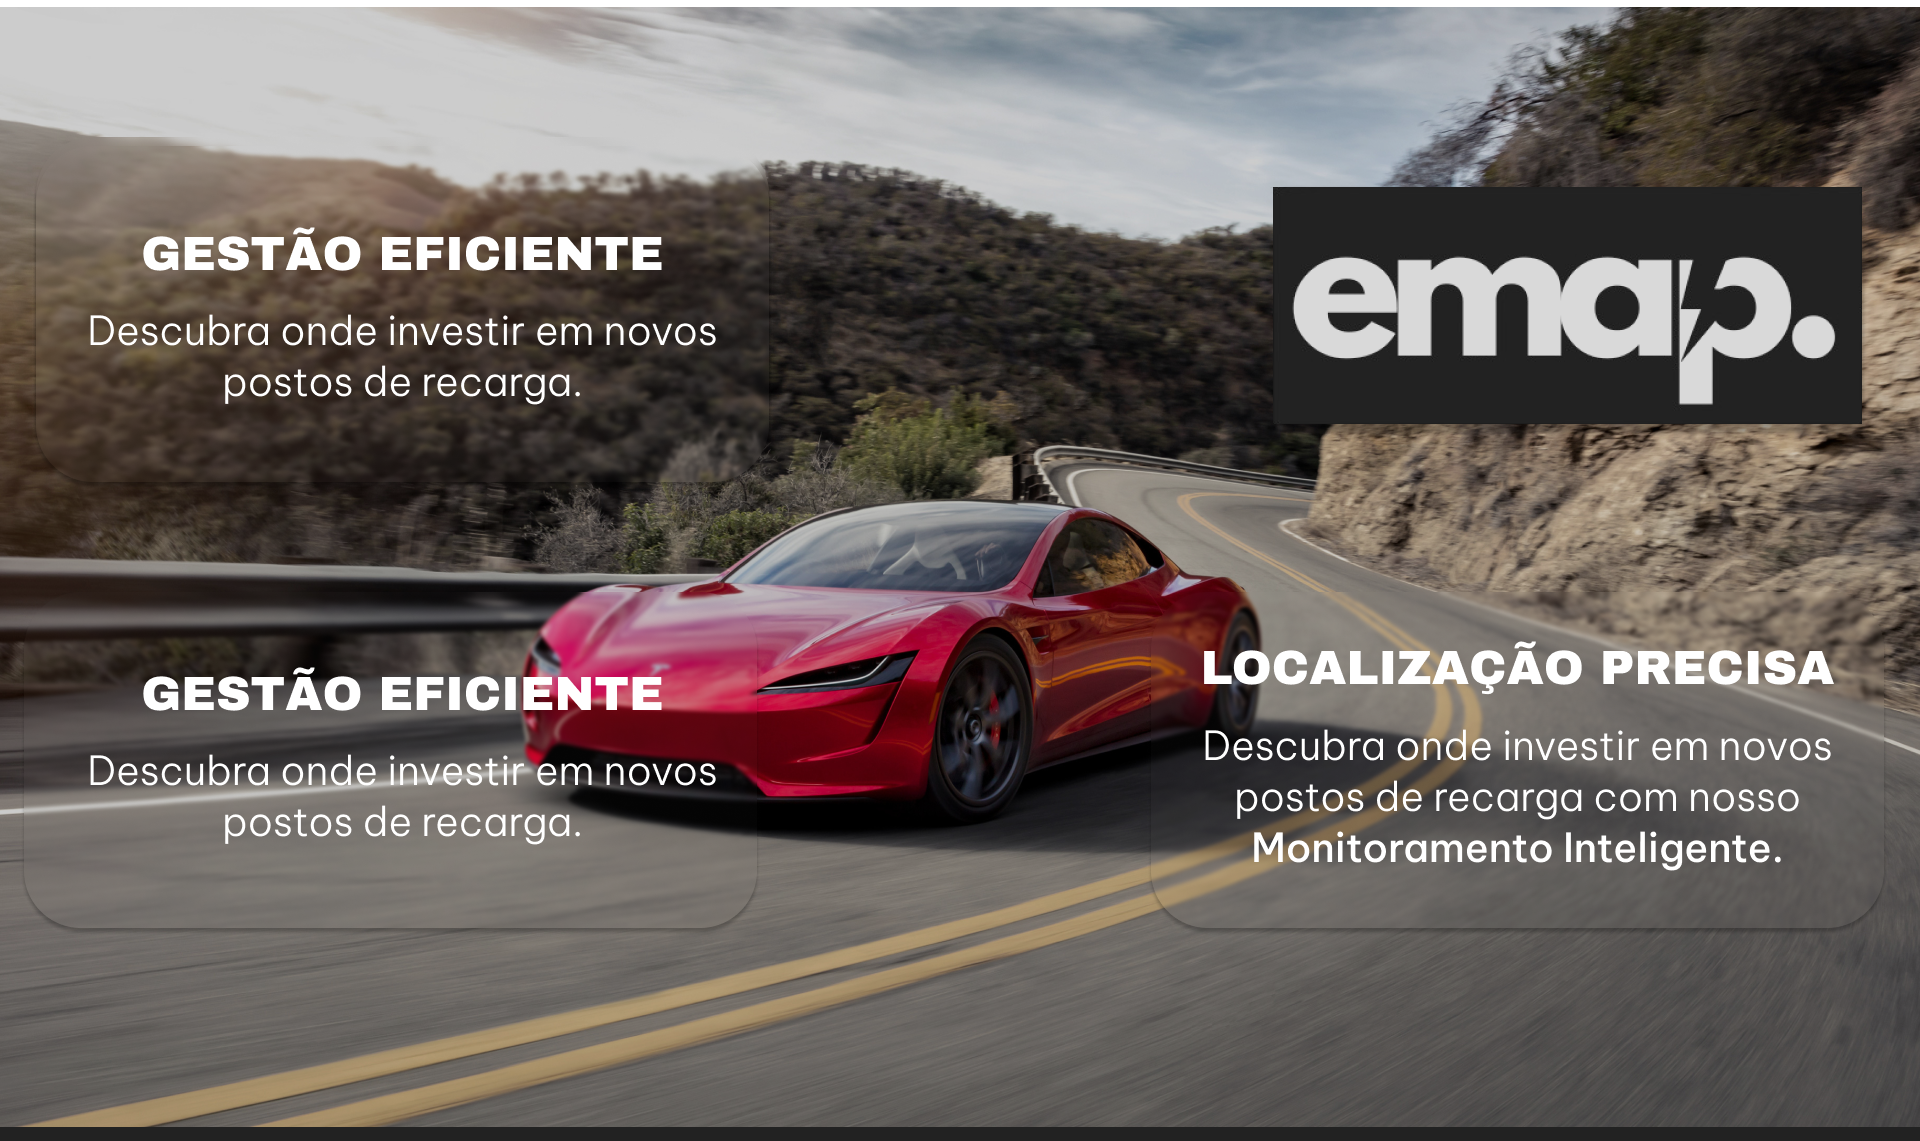 GESTÃO EFICIENTE
Descubra onde investir em novos
postos de recarga.
emap.
GESTÃO EFICIENTE
Descubra onde investir em novos
postos de recarga.
LOCALIZAÇÃO PRECISA
Descubra onde investir em novos
postos de recarga com nosso
Monitoramento Inteligente.